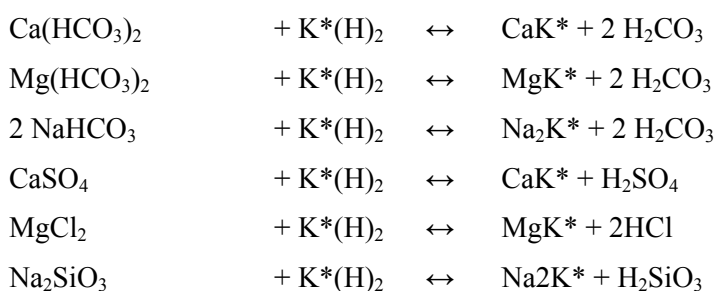 Ca(HCO₃)₂ + K*(H)₂ ↔ CaK* + 2 H₂CO₃
Mg(HCO₃)₂ + K*(H)₂ ↔ MgK* + 2 H₂CO₃
2 NaHCO₃ + K*(H)₂ ↔ Na₂K* + 2 H₂CO₃
CaSO₄ + K*(H)₂ ↔ CaK* + H₂SO₄
MgCl₂ + K*(H)₂ ↔ MgK* + 2HCl
Na₂SiO₃ + K*(H)₂ ↔ Na2K* + H₂SiO₃